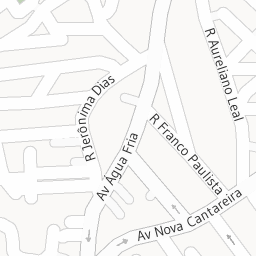 R Aureliano Leal
R Jerônima Dias
R Franco Paulista
Av Água Fria
Av Nova Cantareira